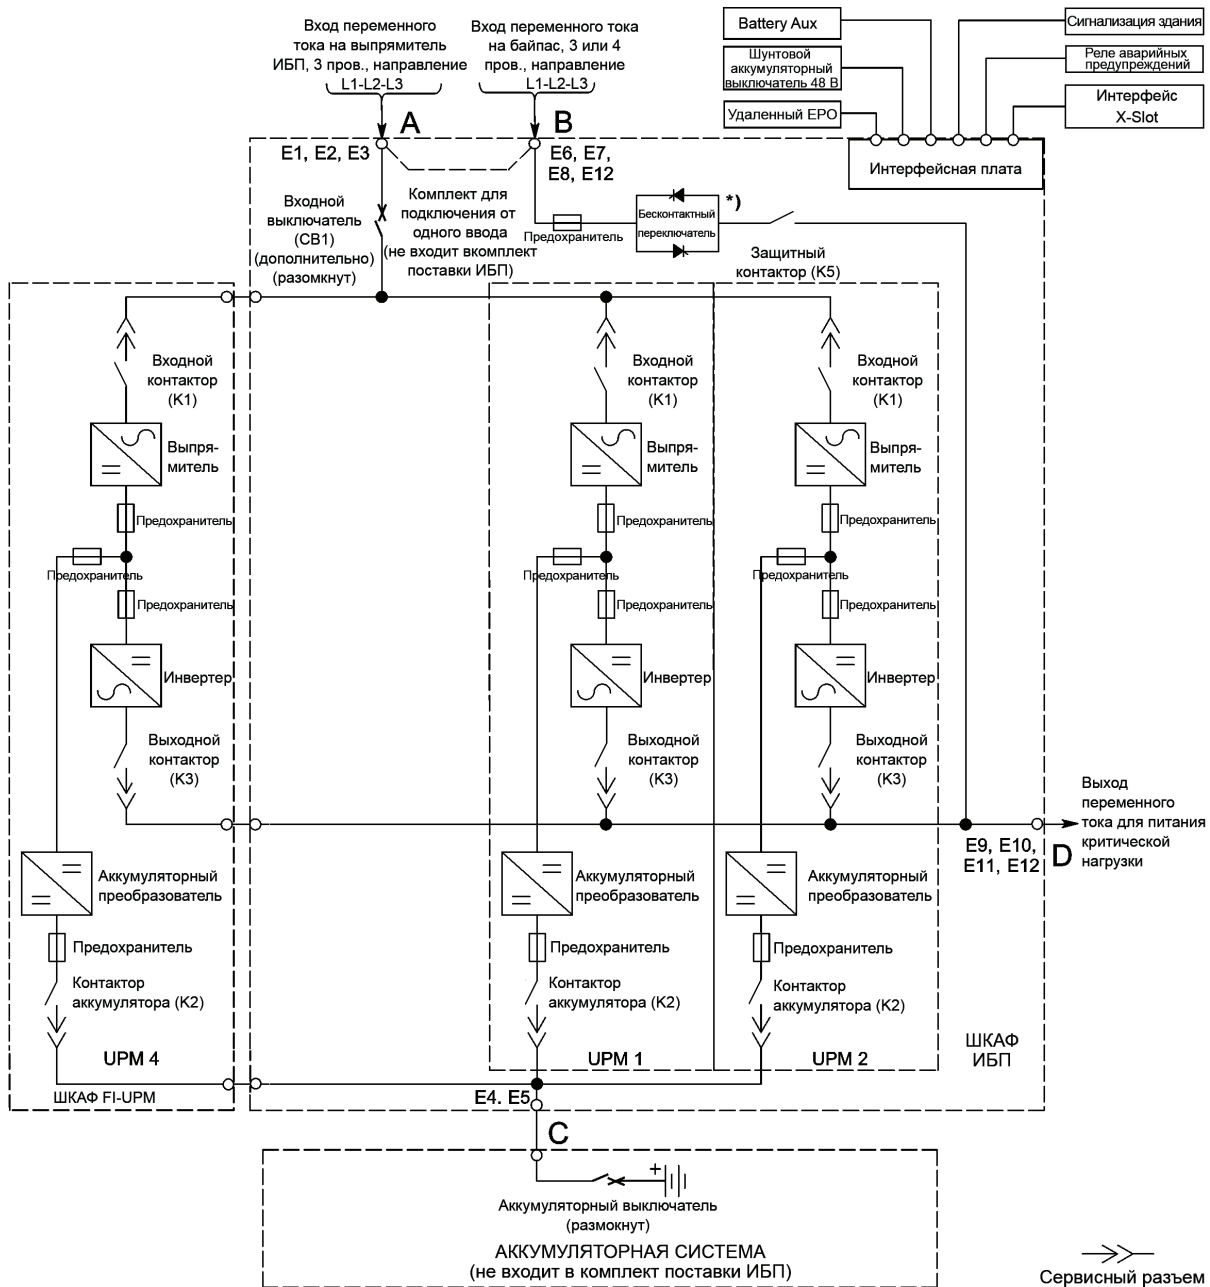 Вход переменного
тока на выпрямитель
ИБП, 3 пров., направление
L1-L2-L3
Вход переменного тока
на байпас, 3 или 4
пров., направление
L1-L2-L3
Battery Aux
Шунтовой
аккумуляторный
выключатель 48 В
Удаленный EPO
Сигнализация здания
Реле аварийных
предупреждений
Интерфейс
X-Slot
Интерфейсная плата
A
B
E1, E2, E3
E6, E7,
E8, E12
Входной
выключатель
(CB1)
(дополнительно)
(разомкнут)
Комплект для
подключения от
одного ввода
(не входит вкомплект
поставки ИБП)
Предохранитель
Бесконтактный
переключатель
*)
Защитный
контактор (K5)
Входной
контактор
(K1)
Выпря-
митель
Предохранитель
Предохранитель
Предохранитель
Инвертер
Выходной
контактор
(K3)
Аккумуляторный
преобразователь
Предохранитель
Контактор
аккумулятора (K2)
UPM 4
ШКАФ FI-UPM
Входной
контактор
(K1)
Выпря-
митель
Предохранитель
Предохранитель
Предохранитель
Инвертер
Выходной
контактор
(K3)
Аккумуляторный
преобразователь
Предохранитель
Контактор
аккумулятора (K2)
UPM 1
Входной
контактор
(K1)
Выпря-
митель
Предохранитель
Предохранитель
Предохранитель
Инвертер
Выходной
контактор
(K3)
Аккумуляторный
преобразователь
Предохранитель
Контактор
аккумулятора (K2)
UPM 2
ШКАФ
ИБП
E9, E10,
E11, E12
D
Выход
переменного
тока для питания
критической
нагрузки
E4. E5
C
+
Аккумуляторный выключатель
(размокнут)
АККУМУЛЯТОРНАЯ СИСТЕМА
(не входит в комплект поставки ИБП)
Сервисный разъем